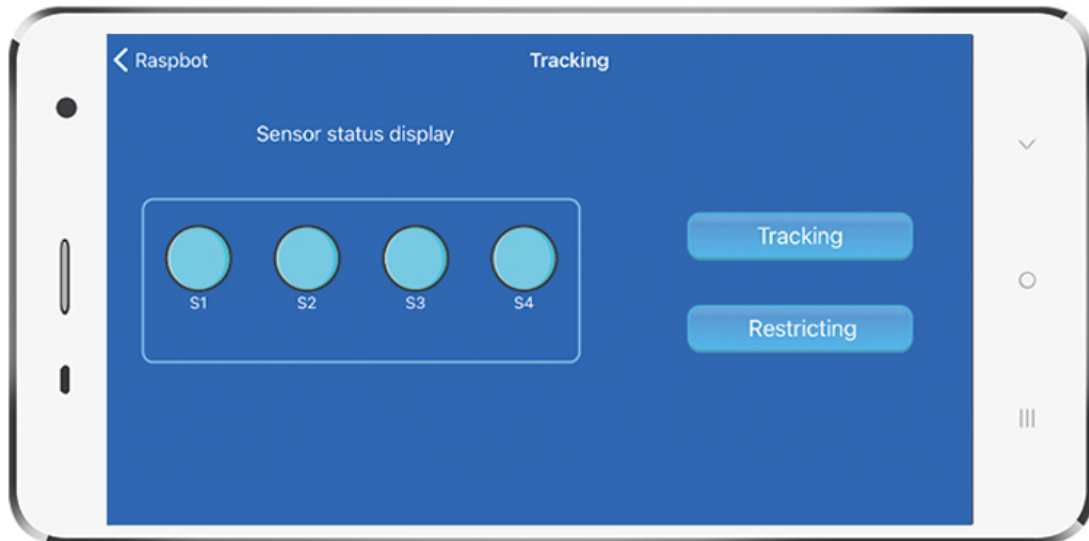 Raspbot
Tracking
Sensor status display
S1 S2 S3 S4
Tracking
Restricting